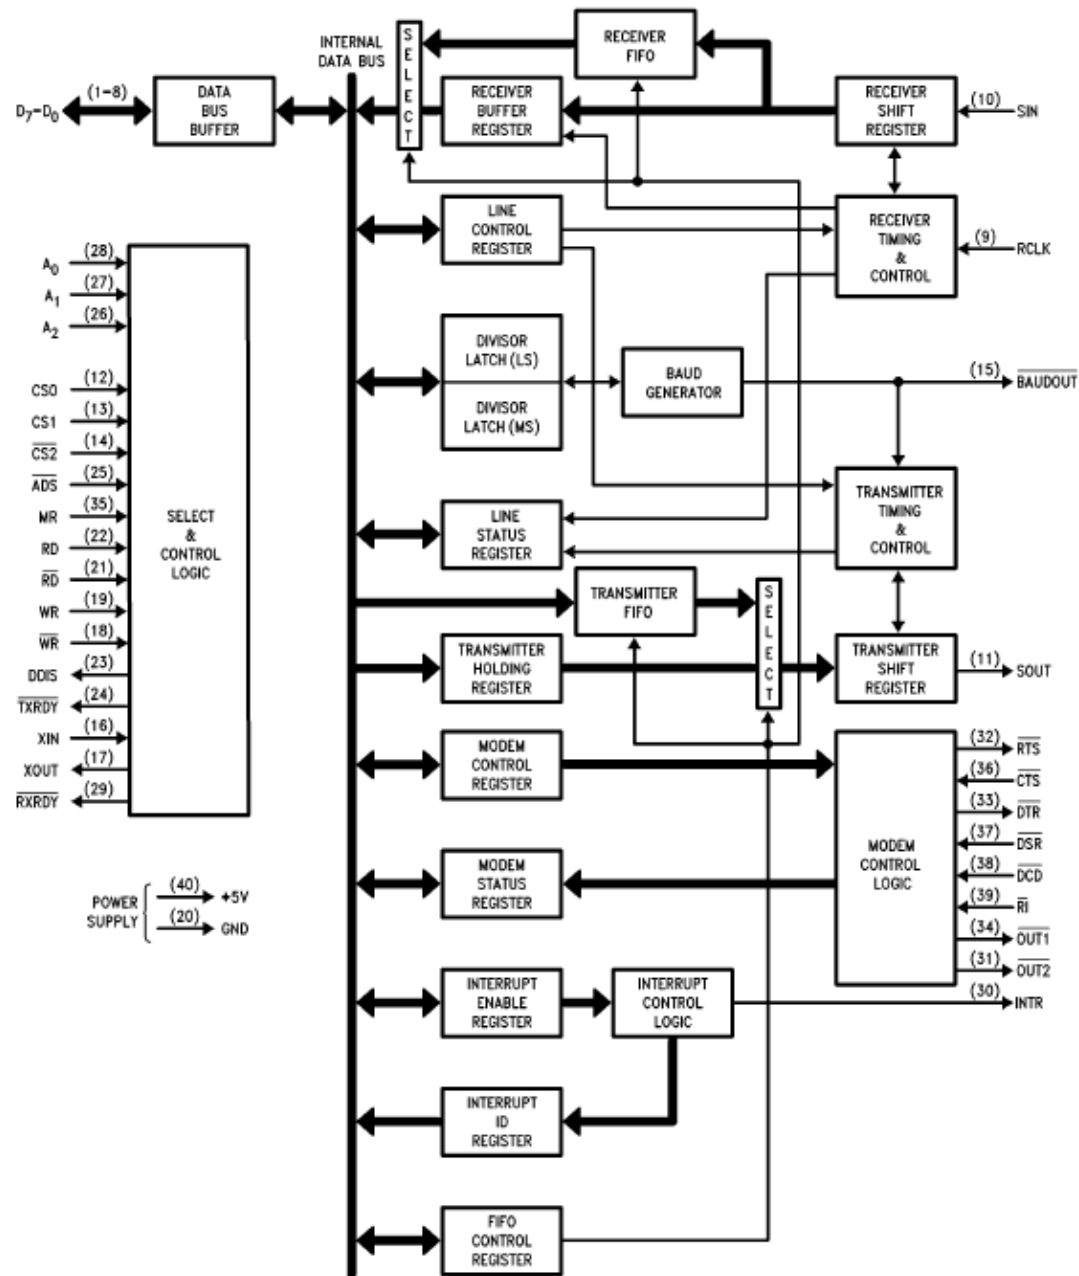 INTERNAL
DATA BUS
SELECT
RECEIVER
FIFO
D7-D0
(1-8)
DATA
BUS
BUFFER
RECEIVER
BUFFER
REGISTER
RECEIVER
SHIFT
REGISTER
(10)
SIN
LINE
CONTROL
REGISTER
RECEIVER
TIMING
&
CONTROL
(9)
RCLK
A0
(28)
A1
(27)
A2
(26)
CS0
(12)
CS1
(13)
CS2
(14)
ADS
(25)
MR
(35)
RD
(22)
RD
(21)
WR
(19)
WR
(18)
DDIS
(23)
TXRDY
(24)
XIN
(16)
XOUT
(17)
RXRDY
(29)
SELECT
&
CONTROL
LOGIC
POWER
SUPPLY
(40)
+5V
(20)
GND
DIVISOR
LATCH (LS)
DIVISOR
LATCH (MS)
BAUD
GENERATOR
(15)
BAUDOUT
LINE
STATUS
REGISTER
TRANSMITTER
TIMING
&
CONTROL
TRANSMITTER
FIFO
SELECT
TRANSMITTER
HOLDING
REGISTER
TRANSMITTER
SHIFT
REGISTER
(11)
SOUT
MODEM
CONTROL
REGISTER
MODEM
STATUS
REGISTER
MODEM
CONTROL
LOGIC
(32)
RTS
(36)
CTS
(33)
DTR
(37)
DSR
(38)
DCD
(39)
RI
(34)
OUT1
(31)
OUT2
INTERRUPT
ENABLE
REGISTER
INTERRUPT
CONTROL
LOGIC
(30)
INTR
INTERRUPT
ID
REGISTER
FIFO
CONTROL
REGISTER